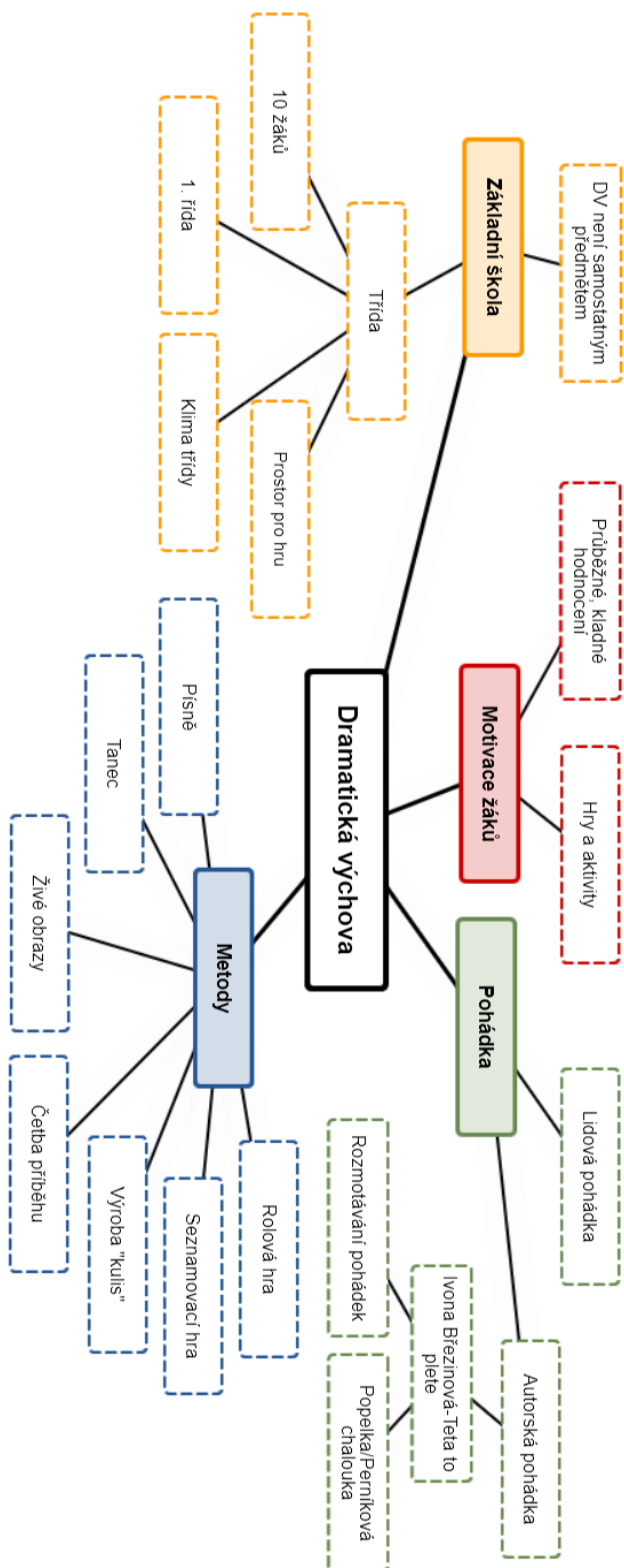 DV není samostatným
předmětem
Průběžné, kladné
hodnocení
Hry a aktivity
Lidová pohádka
Autorská pohádka
Základní škola
Motivace žáků
Pohádka
Ivona Březinová-Teta to
plete
Třída
Rozmotávání pohádek
Popelka/Perníková
chalouka
Dramatická výchova
10 žáků
Prostor pro hru
1. řída
Klima třídy
Písně
Metody
Rolová hra
Seznamovací hra
Tanec
Výroba "kulis"
Živé obrazy
Četba příběhu